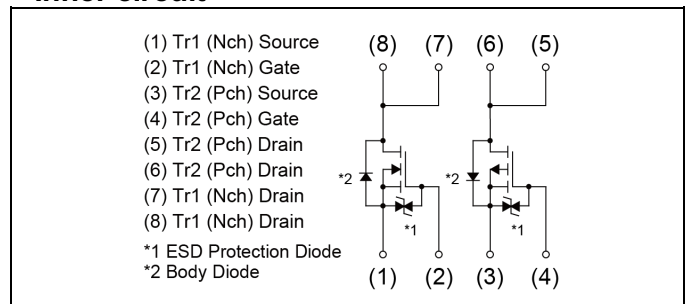 (1) Tr1 (Nch) Source
(2) Tr1 (Nch) Gate
(3) Tr2 (Pch) Source
(4) Tr2 (Pch) Gate
(5) Tr2 (Pch) Drain
(6) Tr2 (Pch) Drain
(7) Tr1 (Nch) Drain
(8) Tr1 (Nch) Drain
*1 ESD Protection Diode
*2 Body Diode
(8) (7) (6) (5)
*2 *2
*1 *1
(1) (2) (3) (4)